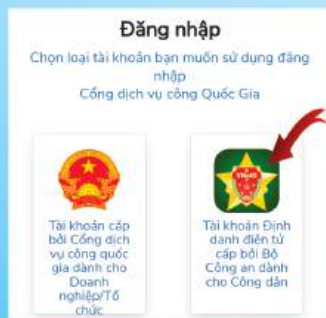 Đăng nhập
Chọn loại tài khoản bạn muốn sử dụng đăng
nhập
Cổng dịch vụ công Quốc Gia
Tài khoản cấp
bởi Cổng dịch
vụ công quốc
gia dành cho
Doanh
nghiệp/Tổ
chức
Tài khoản Định
danh điện tử
cấp bởi Bộ
Công an dành
cho Công dân